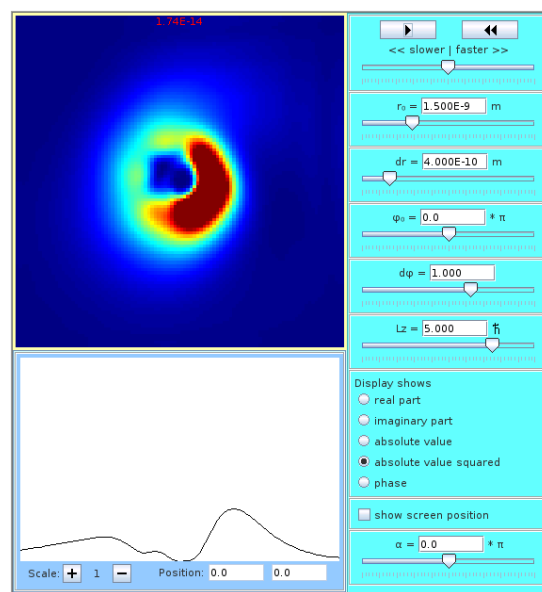 1.74E-14
<< slower | faster >>
r₀ = 1.500E-9 m
dr = 4.000E-10 m
φ₀ = 0.0 * π
dφ = 1.000
Lz = 5.000 ħ
Display shows
real part
imaginary part
absolute value
absolute value squared
phase
show screen position
α = 0.0 * π
Scale: + 1 − Position: 0.0 0.0